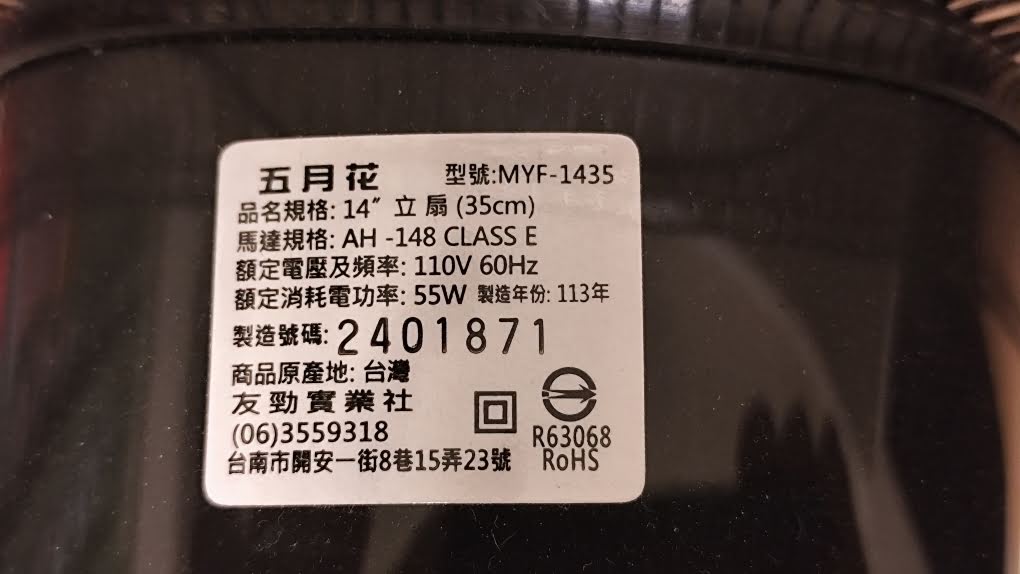 五月花 型號:MYF-1435
品名規格: 14″ 立扇 (35cm)
馬達規格: AH -148 CLASS E
額定電壓及頻率: 110V 60Hz
額定消耗電功率: 55W 製造年份: 113年
製造號碼: 2401871
商品原產地: 台灣
友勁實業社
(06)3559318
R63068
台南市開安一街8巷15弄23號 RoHS